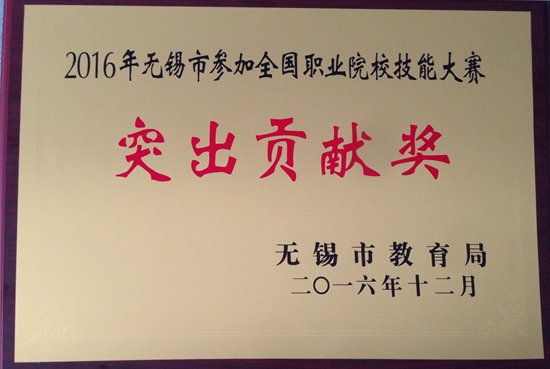 2016年无锡市参加全国职业院校技能大赛
突出贡献奖
无锡市教育局
二〇一六年十二月